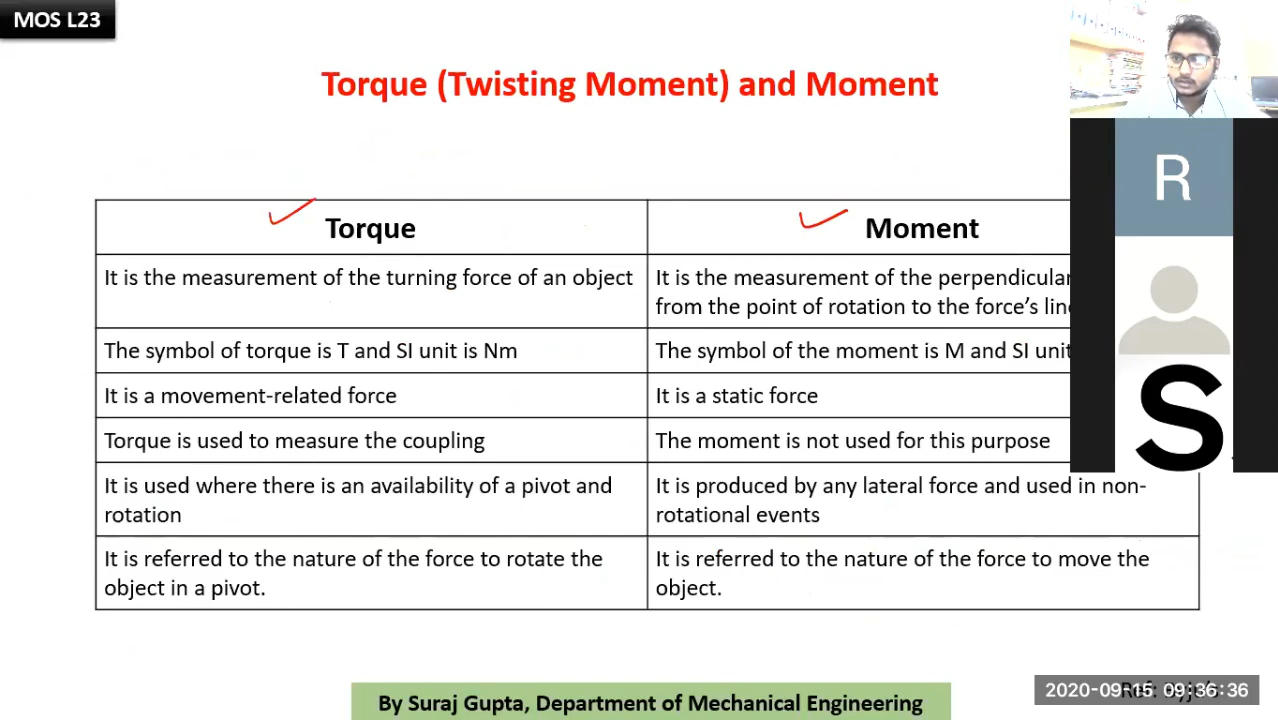 MOS L23
Torque (Twisting Moment) and Moment
Torque
Moment
It is the measurement of the turning force of an object
It is the measurement of the perpendicular
from the point of rotation to the force's line
The symbol of torque is T and SI unit is Nm
The symbol of the moment is M and SI unit
It is a movement-related force
It is a static force
Torque is used to measure the coupling
The moment is not used for this purpose
It is used where there is an availability of a pivot and
rotation
It is produced by any lateral force and used in non-
rotational events
It is referred to the nature of the force to rotate the
object in a pivot.
It is referred to the nature of the force to move the
object.
R
S
By Suraj Gupta, Department of Mechanical Engineering
2020-09-15 09:36:36